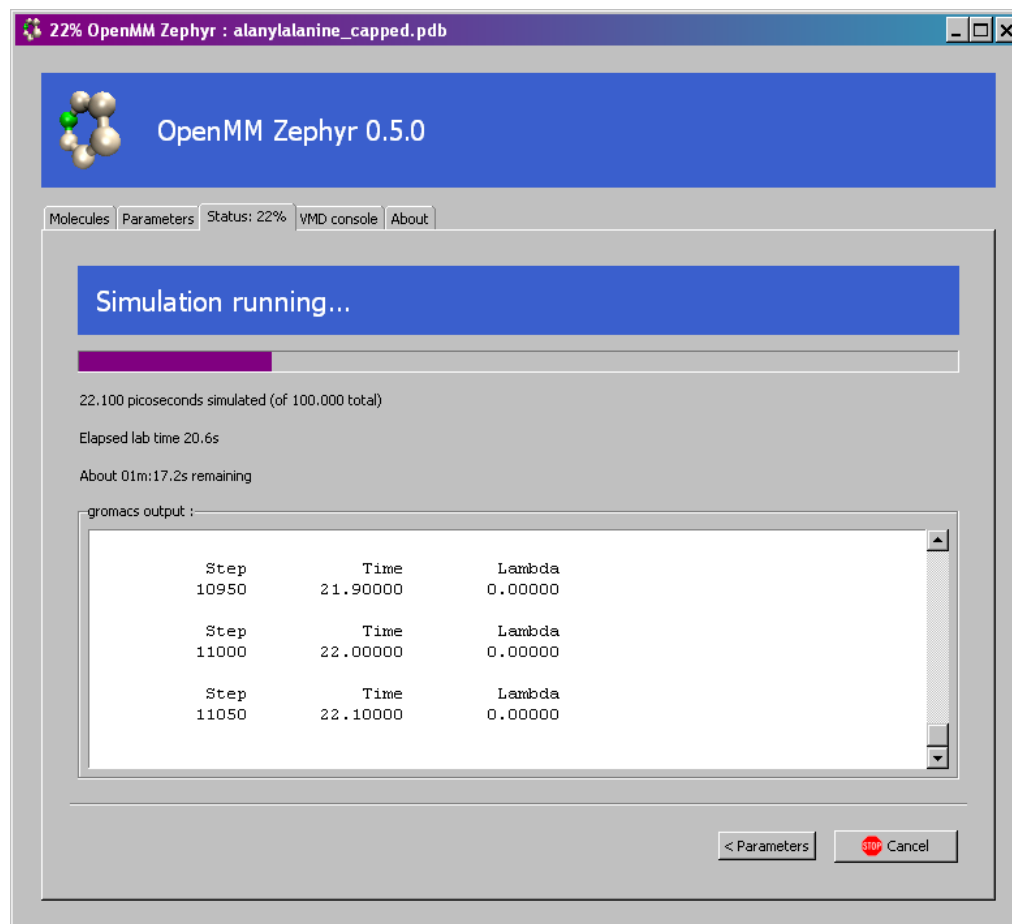 22% OpenMM Zephyr : alanylalanine_capped.pdb
OpenMM Zephyr 0.5.0
Molecules Parameters Status: 22% VMD console About
Simulation running...
22.100 picoseconds simulated (of 100.000 total)
Elapsed lab time 20.6s
About 01m:17.2s remaining
gromacs output :
Step Time Lambda
10950 21.90000 0.00000
Step Time Lambda
11000 22.00000 0.00000
Step Time Lambda
11050 22.10000 0.00000
< Parameters STOP Cancel